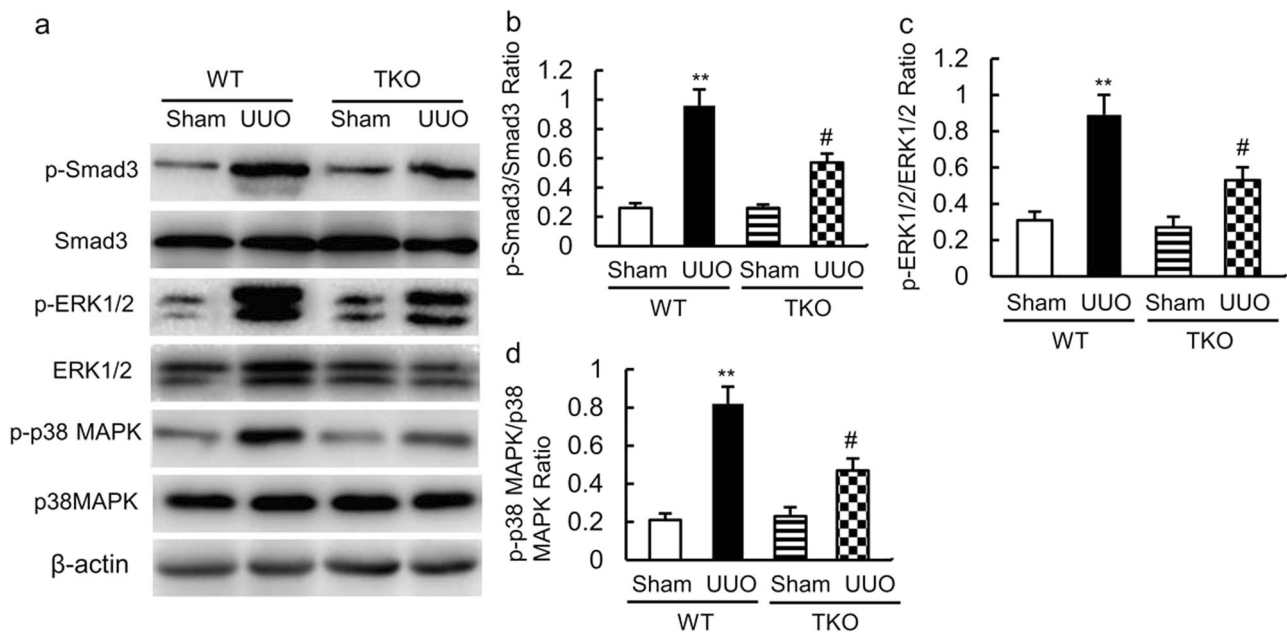 a
WT TKO
Sham UUO Sham UUO
p-Smad3
Smad3
p-ERK1/2
ERK1/2
p-p38 MAPK
p38MAPK
β-actin
b
p-Smad3/Smad3 Ratio
1.2
1
0.8
0.6
0.4
0.2
0
**
#
Sham UUO Sham UUO
WT TKO
c
p-ERK1/2/ERK1/2 Ratio
1.2
1
0.8
0.6
0.4
0.2
0
**
#
Sham UUO Sham UUO
WT TKO
d
p-p38 MAPK/p38
MAPK Ratio
1
0.8
0.6
0.4
0.2
0
**
#
Sham UUO Sham UUO
WT TKO